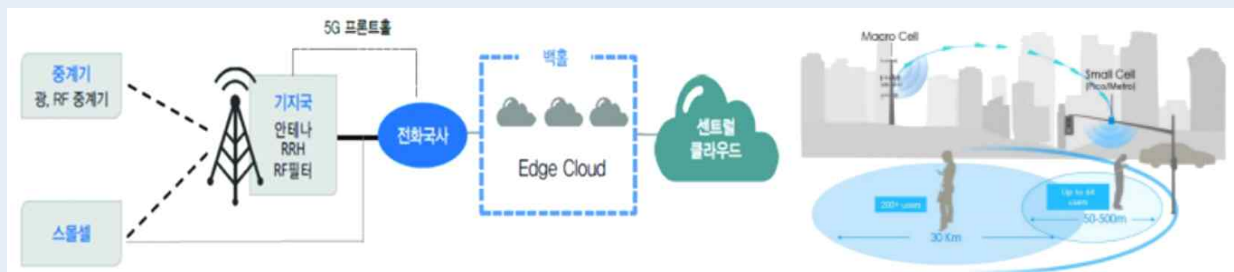 5G 프론트홀
중계기
광, RF 중계기
스몰셀
기지국
안테나
RRH
RF필터
전화국사
백홀
Edge Cloud
센트럴
클라우드
Macro Cell
Small Cell
(Pico/Metro)
200+ users
Up to 64
users
50-500m
30 Km